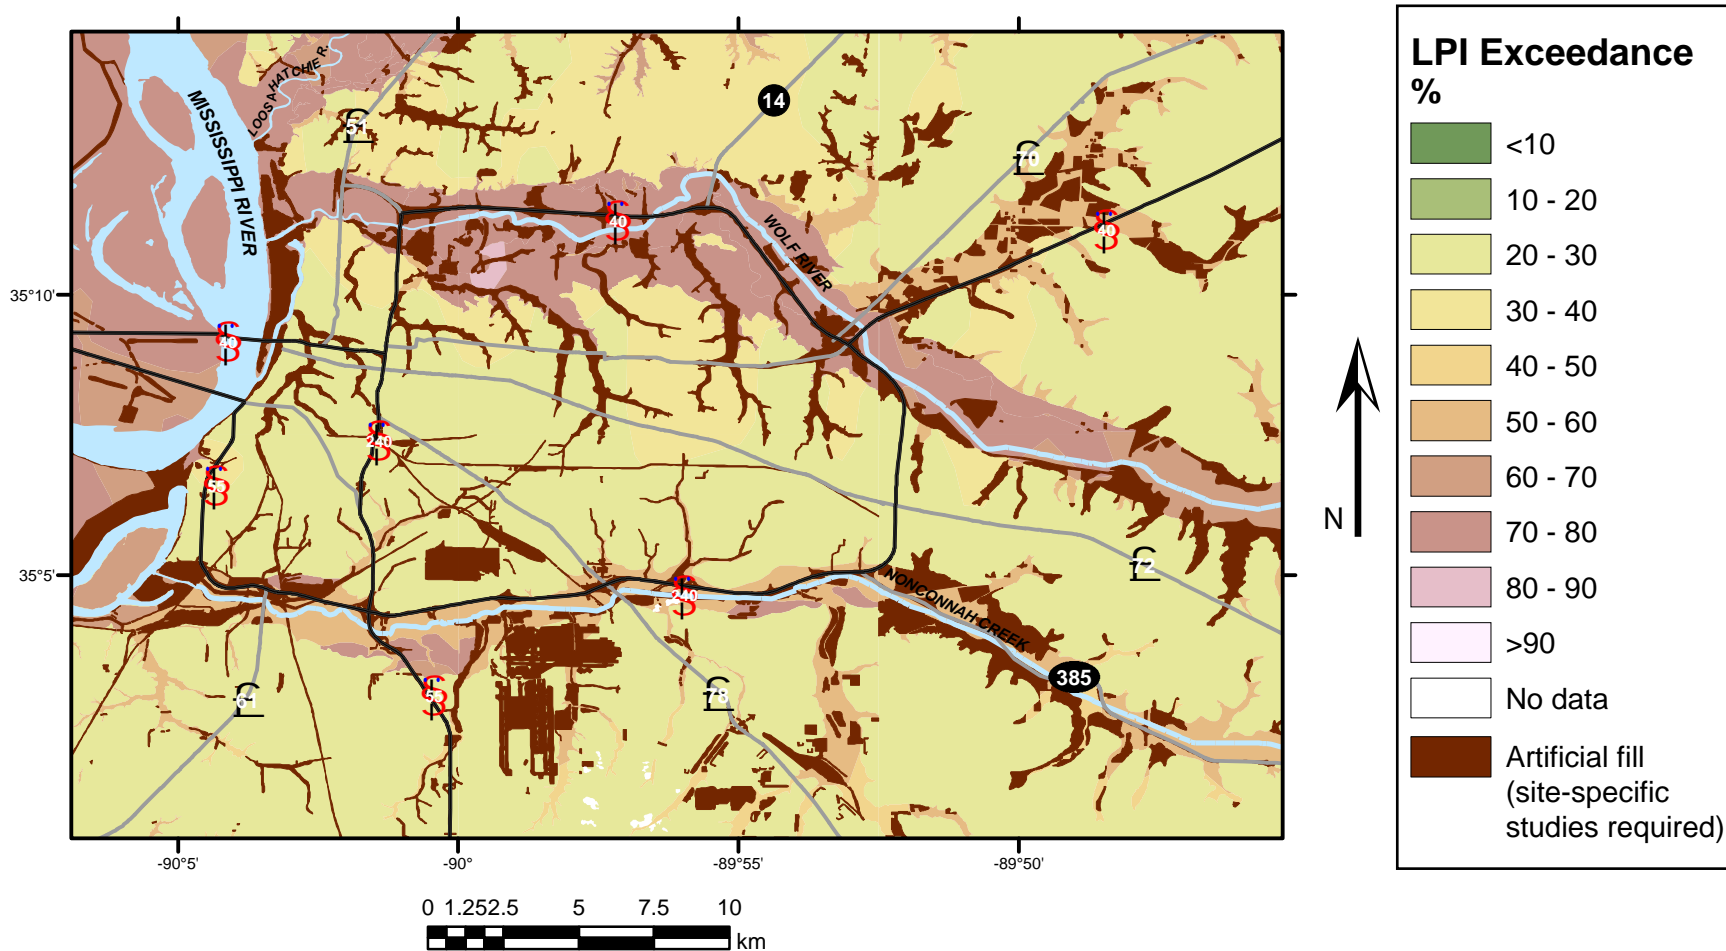 LPI Exceedance
%
<10
10 - 20
20 - 30
30 - 40
40 - 50
50 - 60
60 - 70
70 - 80
80 - 90
>90
No data
Artificial fill
(site-specific
studies required)
LOOSAHATCHIE R.
MISSISSIPPI RIVER
51
14
70
40
40
WOLF RIVER
35°10'
40
240
55
N
35°5'
72
240
NONCONNAH CREEK
385
61
55
78
-90°5'
-90°
-89°55'
-89°50'
0 1.252.5 5 7.5 10
km